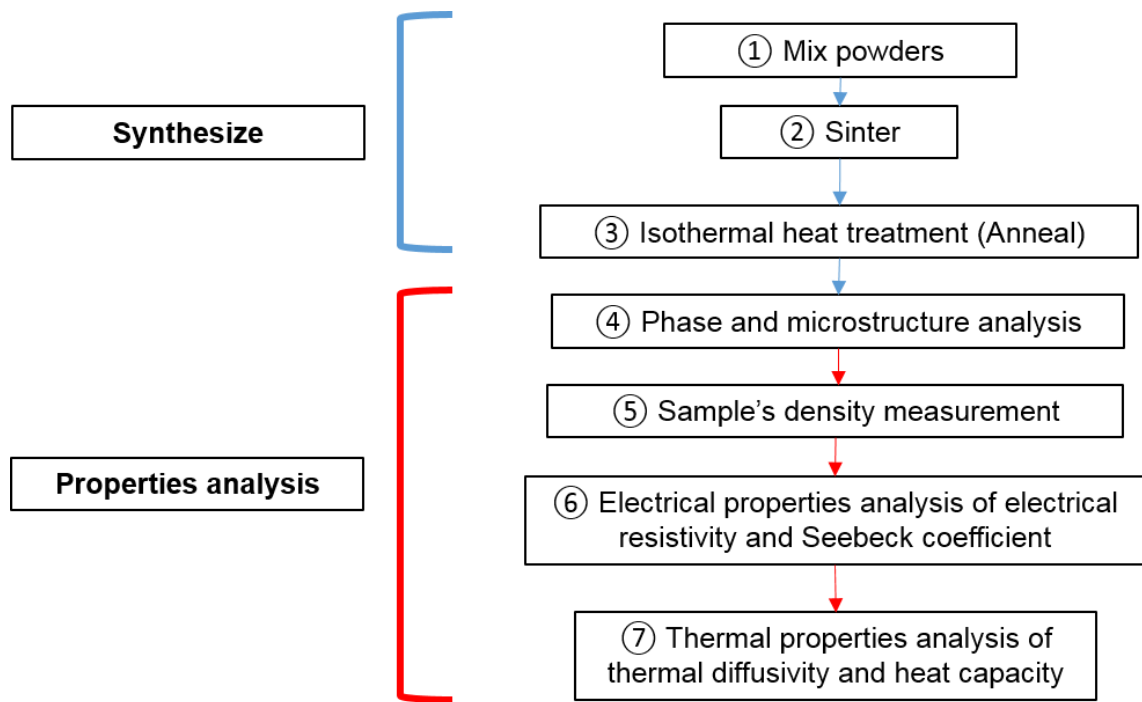 Synthesize
① Mix powders
② Sinter
③ Isothermal heat treatment (Anneal)
Properties analysis
④ Phase and microstructure analysis
⑤ Sample’s density measurement
⑥ Electrical properties analysis of electrical
resistivity and Seebeck coefficient
⑦ Thermal properties analysis of
thermal diffusivity and heat capacity